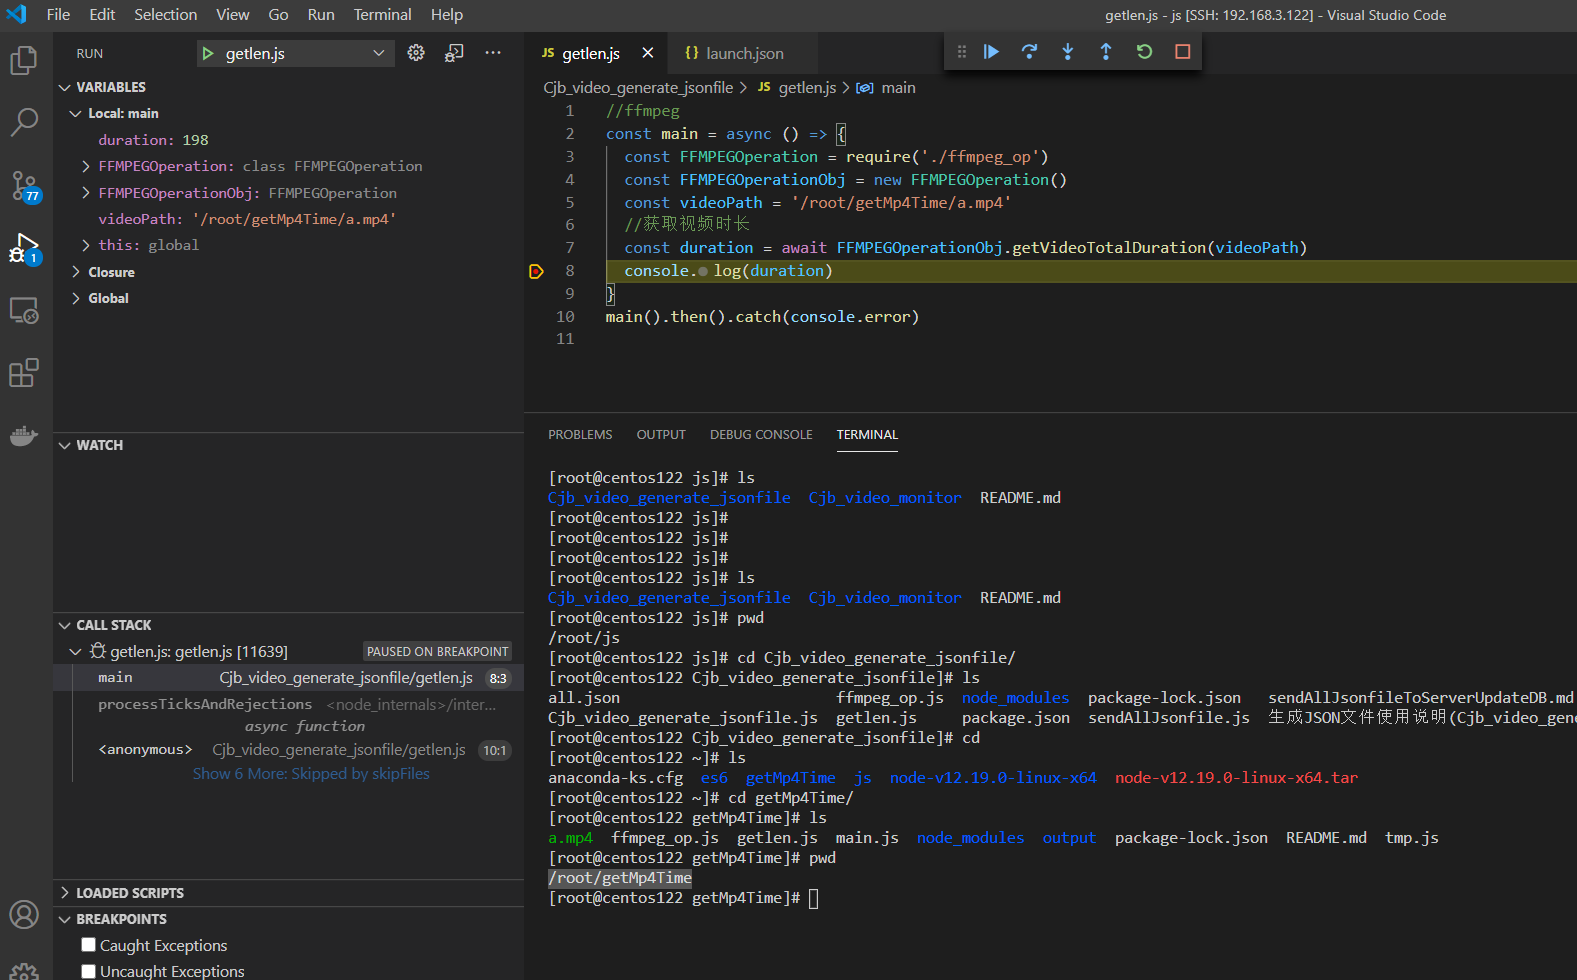 File Edit Selection View Go Run Terminal Help
getlen.js - js [SSH: 192.168.3.122] - Visual Studio Code
RUN
getlen.js
VARIABLES
Local: main
duration: 198
FFMPEGOperation: class FFMPEGOperation
FFMPEGOperationObj: FFMPEGOperation
videoPath: '/root/getMp4Time/a.mp4'
this: global
Closure
Global
77
1
WATCH
CALL STACK
getlen.js: getlen.js [11639] PAUSED ON BREAKPOINT
main Cjb_video_generate_jsonfile/getlen.js 8:3
processTicksAndRejections <node_internals>/inter...
async function
<anonymous> Cjb_video_generate_jsonfile/getlen.js 10:1
Show 6 More: Skipped by skipFiles
LOADED SCRIPTS
BREAKPOINTS
Caught Exceptions
Uncaught Exceptions
JS getlen.js {} launch.json
Cjb_video_generate_jsonfile > JS getlen.js > main
1 //ffmpeg
2 const main = async () => {
3 const FFMPEGOperation = require('./ffmpeg_op')
4 const FFMPEGOperationObj = new FFMPEGOperation()
5 const videoPath = '/root/getMp4Time/a.mp4'
6 //获取视频时长
7 const duration = await FFMPEGOperationObj.getVideoTotalDuration(videoPath)
8 console.log(duration)
9 }
10 main().then().catch(console.error)
11
PROBLEMS OUTPUT DEBUG CONSOLE TERMINAL
[root@centos122 js]# ls
Cjb_video_generate_jsonfile Cjb_video_monitor README.md
[root@centos122 js]#
[root@centos122 js]#
[root@centos122 js]#
[root@centos122 js]# ls
Cjb_video_generate_jsonfile Cjb_video_monitor README.md
[root@centos122 js]# pwd
/root/js
[root@centos122 js]# cd Cjb_video_generate_jsonfile/
[root@centos122 Cjb_video_generate_jsonfile]# ls
all.json ffmpeg_op.js node_modules package-lock.json sendAllJsonfileToServerUpdateDB.md
Cjb_video_generate_jsonfile.js getlen.js package.json sendAllJsonfile.js 生成JSON文件使用说明(Cjb_video_gene
[root@centos122 Cjb_video_generate_jsonfile]# cd
[root@centos122 ~]# ls
anaconda-ks.cfg es6 getMp4Time js node-v12.19.0-linux-x64 node-v12.19.0-linux-x64.tar
[root@centos122 ~]# cd getMp4Time/
[root@centos122 getMp4Time]# ls
a.mp4 ffmpeg_op.js getlen.js main.js node_modules output package-lock.json README.md tmp.js
[root@centos122 getMp4Time]# pwd
/root/getMp4Time
[root@centos122 getMp4Time]#